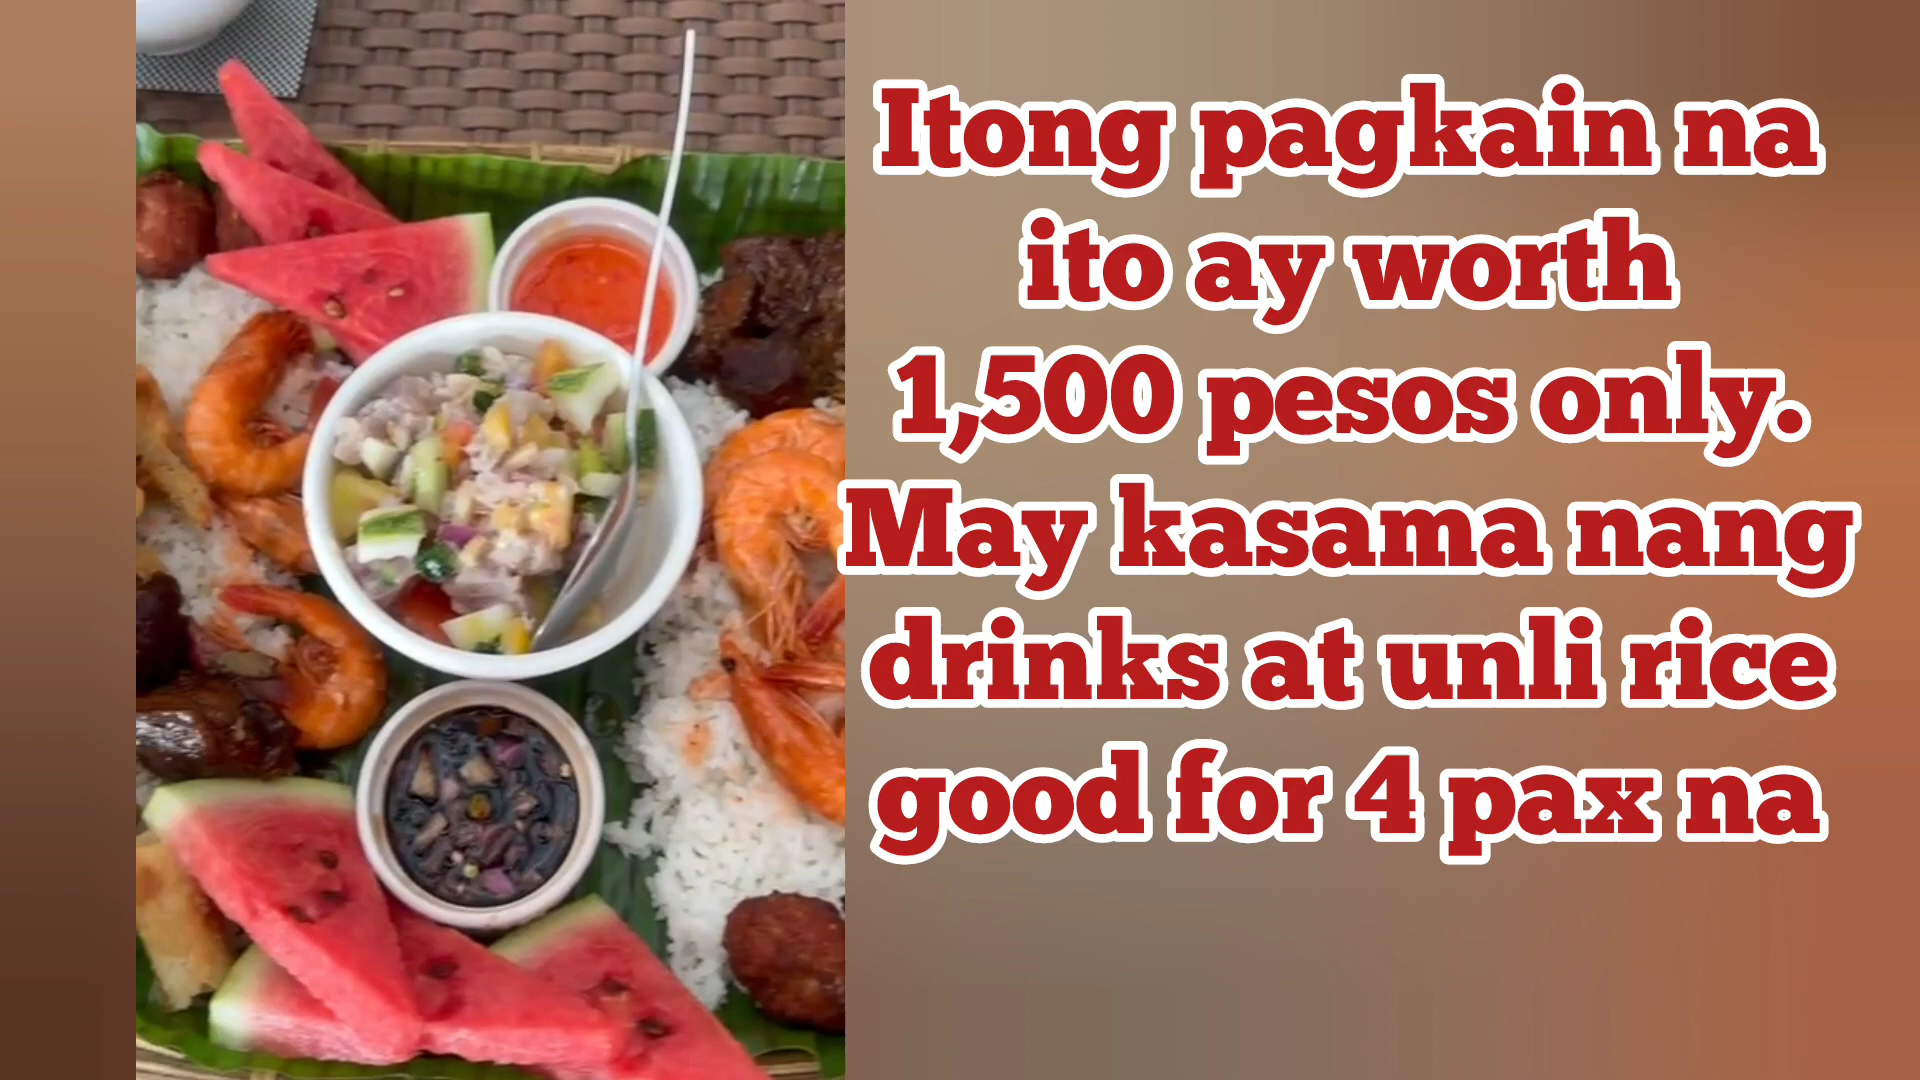 Itong pagkain na
ito ay worth
1,500 pesos only.
May kasama nang
drinks at unli rice
good for 4 pax na